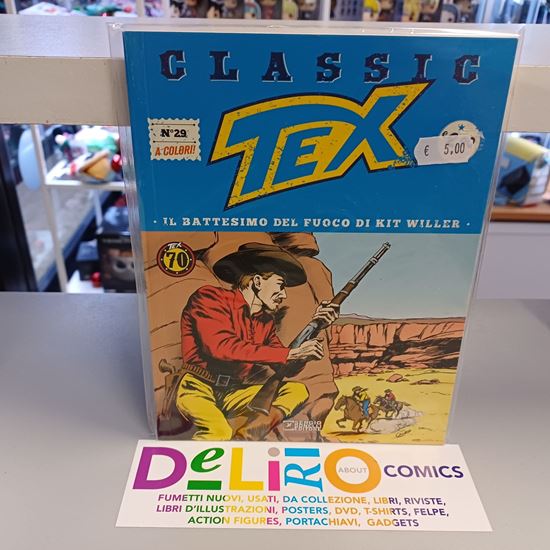 CLASSIC
N°29
A COLORI!
TEX
€ 5,00
• IL BATTESIMO DEL FUOCO DI KIT WILLER •
TEX
70
SERGIO
BONELLI
EDITORE
DeLiRiO ABOUT COMICS
FUMETTI NUOVI, USATI, DA COLLEZIONE, LIBRI, RIVISTE,
LIBRI D'ILLUSTRAZIONI, POSTERS, DVD, T-SHIRTS, FELPE,
ACTION FIGURES, PORTACHIAVI, GADGETS